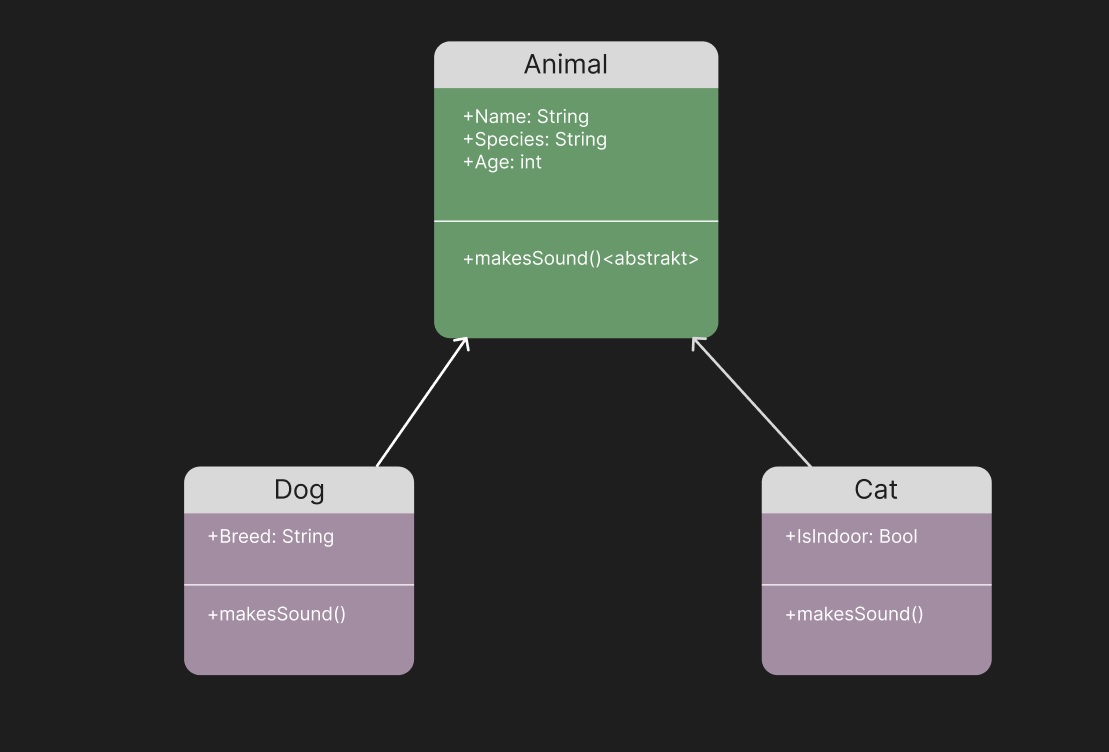 Animal
+Name: String
+Species: String
+Age: int
+makesSound()<abstrakt>
Dog
+Breed: String
+makesSound()
Cat
+IsIndoor: Bool
+makesSound()